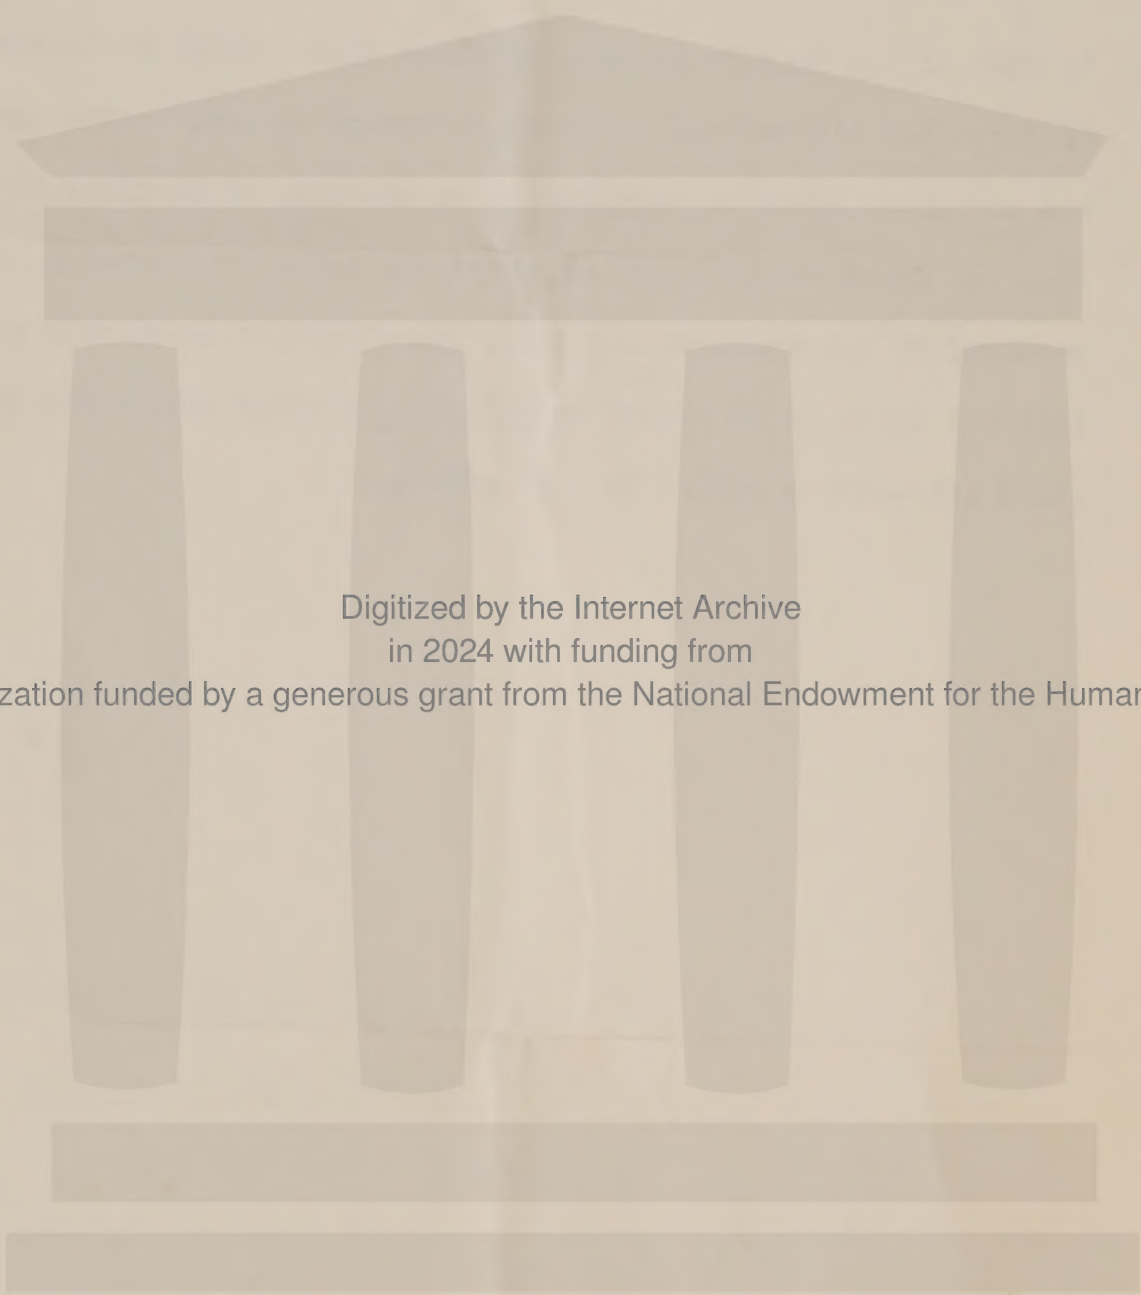 Digitized by the Internet Archive
in 2024 with funding from
zation funded by a generous grant from the National Endowment for the Human